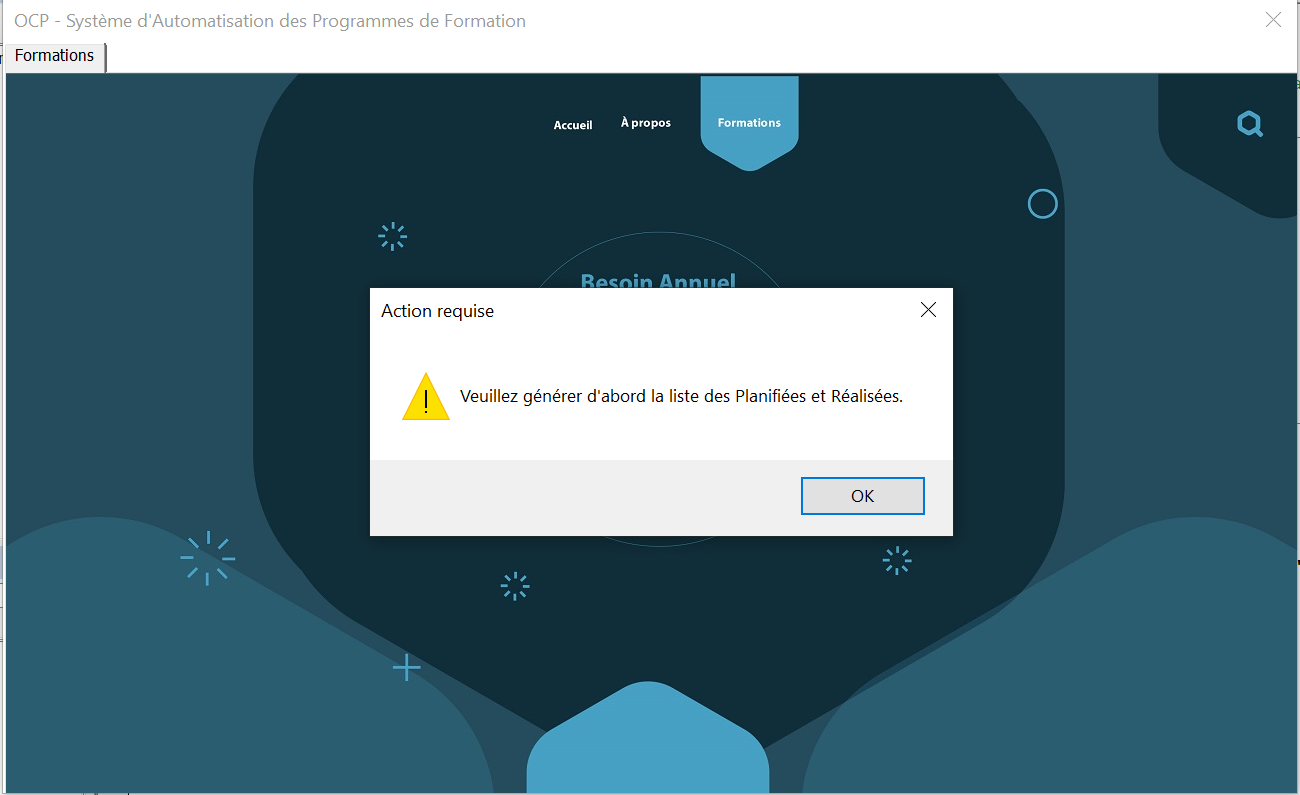 OCP - Système d'Automatisation des Programmes de Formation
Formations
Accueil
À propos
Formations
Besoin Annuel
Action requise
Veuillez générer d'abord la liste des Planifiées et Réalisées.
OK